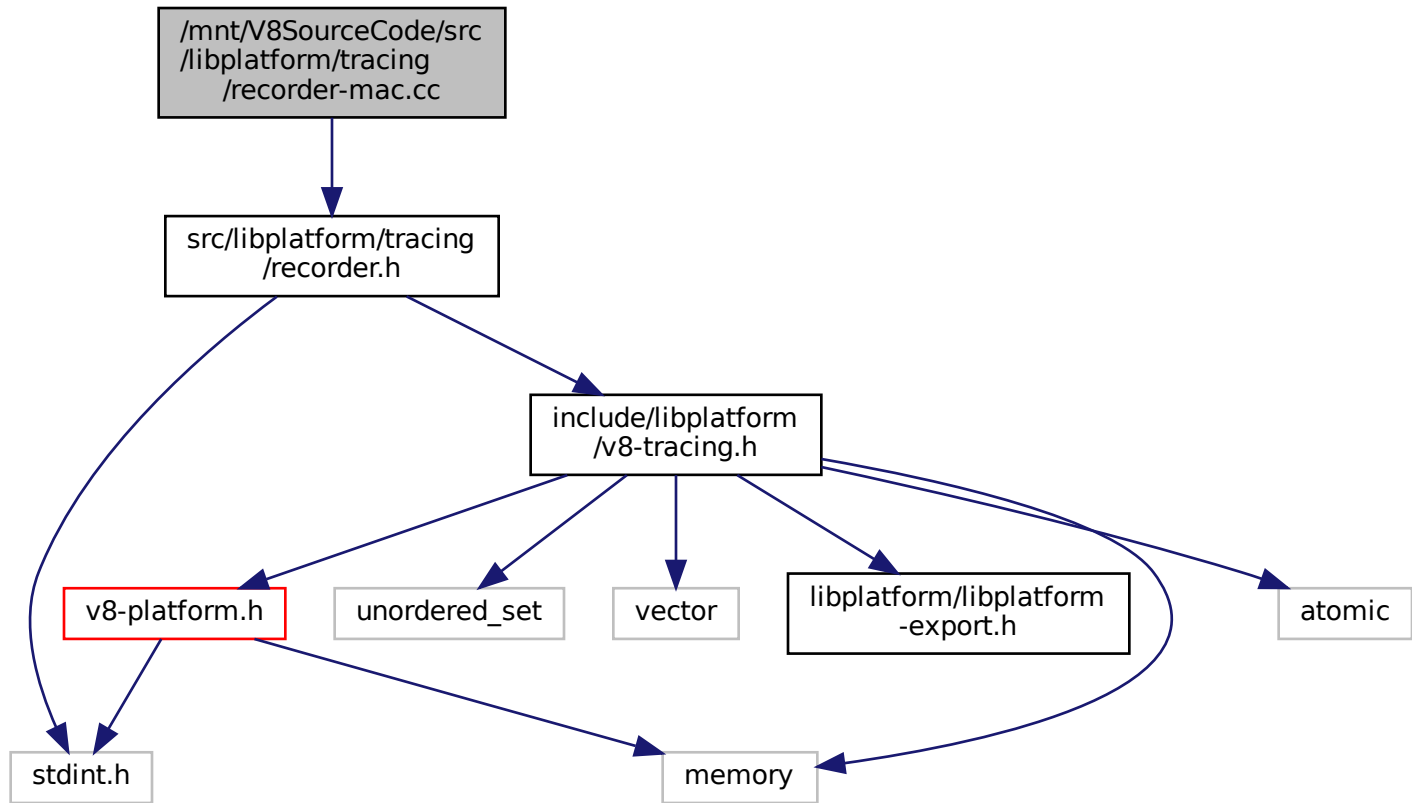 /mnt/V8SourceCode/src
/libplatform/tracing
/recorder-mac.cc
src/libplatform/tracing
/recorder.h
include/libplatform
/v8-tracing.h
v8-platform.h
unordered_set
vector
libplatform/libplatform
-export.h
atomic
stdint.h
memory